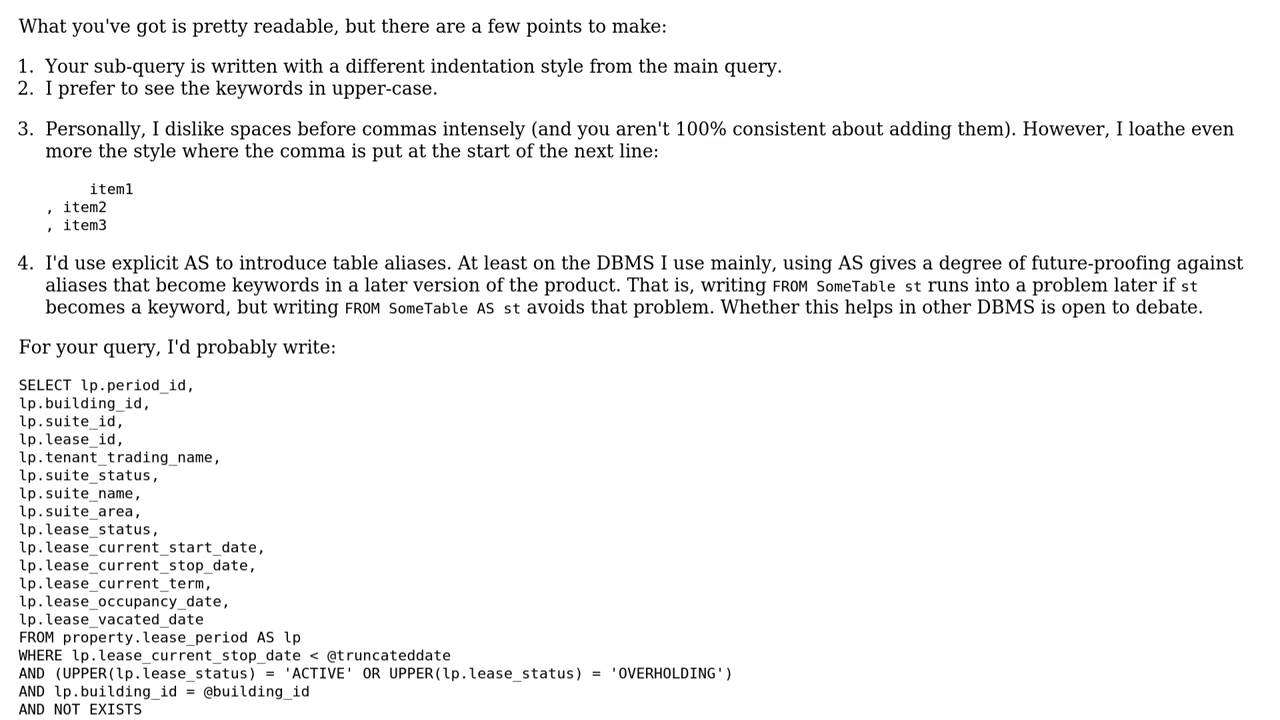 What you've got is pretty readable, but there are a few points to make:
1. Your sub-query is written with a different indentation style from the main query.
2. I prefer to see the keywords in upper-case.
3. Personally, I dislike spaces before commas intensely (and you aren't 100% consistent about adding them). However, I loathe even
more the style where the comma is put at the start of the next line:
item1
, item2
, item3
4. I'd use explicit AS to introduce table aliases. At least on the DBMS I use mainly, using AS gives a degree of future-proofing against
aliases that become keywords in a later version of the product. That is, writing FROM SomeTable st runs into a problem later if st
becomes a keyword, but writing FROM SomeTable AS st avoids that problem. Whether this helps in other DBMS is open to debate.
For your query, I'd probably write:
SELECT lp.period_id,
lp.building_id,
lp.suite_id,
lp.lease_id,
lp.tenant_trading_name,
lp.suite_status,
lp.suite_name,
lp.suite_area,
lp.lease_status,
lp.lease_current_start_date,
lp.lease_current_stop_date,
lp.lease_current_term,
lp.lease_occupancy_date,
lp.lease_vacated_date
FROM property.lease_period AS lp
WHERE lp.lease_current_stop_date < @truncateddate
AND (UPPER(lp.lease_status) = 'ACTIVE' OR UPPER(lp.lease_status) = 'OVERHOLDING')
AND lp.building_id = @building_id
AND NOT EXISTS